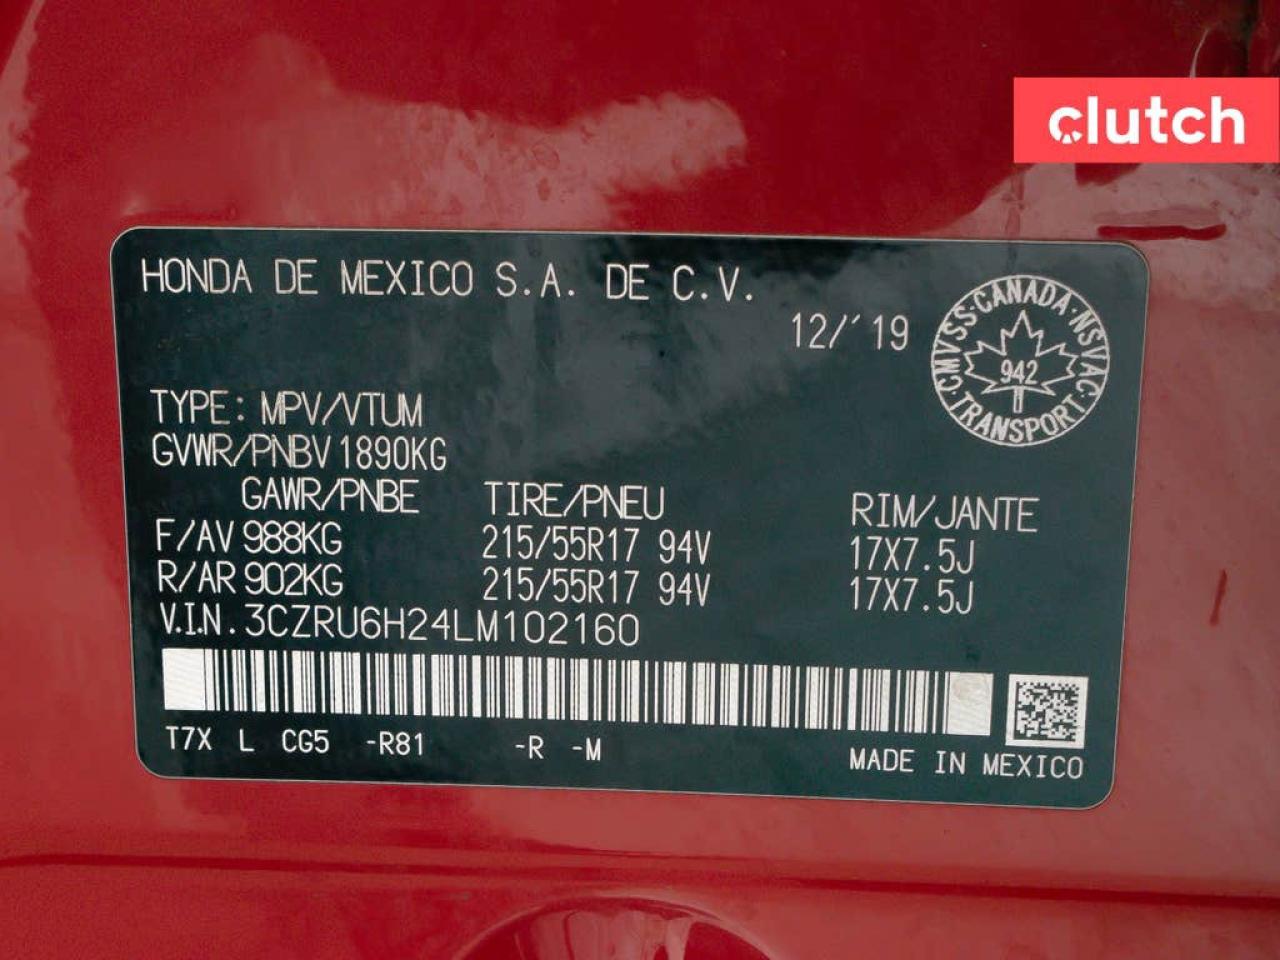 clutch
HONDA DE MEXICO S.A. DE C.V.
12/'19
CMVSS·CANADA·NSVAC·TRANSPORT·
942
TYPE: MPV/VTUM
GVWR/PNBV 1890KG
GAWR/PNBE TIRE/PNEU RIM/JANTE
F/AV 988KG 215/55R17 94V 17X7.5J
R/AR 902KG 215/55R17 94V 17X7.5J
V.I.N. 3CZRU6H24LM102160
T7X L CG5 -R81 -R -M
MADE IN MEXICO